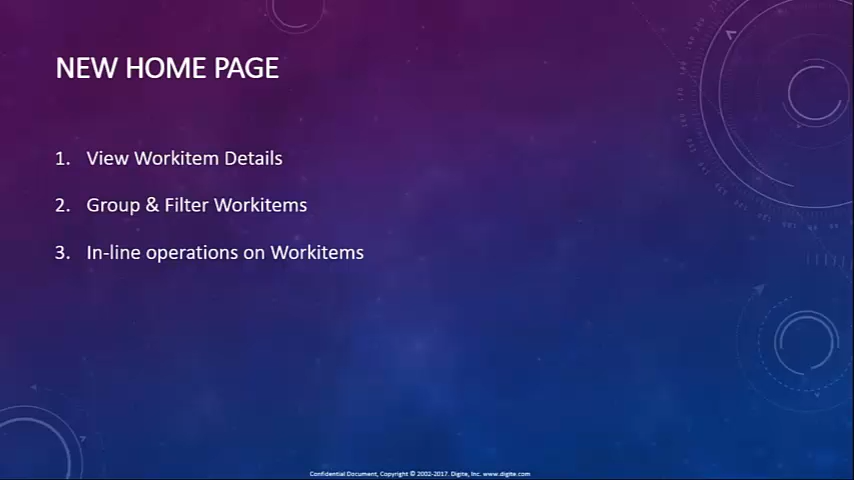 NEW HOME PAGE
1. View Workitem Details
2. Group & Filter Workitems
3. In-line operations on Workitems
Confidential Document, Copyright © 2002-2017. Digite, Inc. www.digite.com